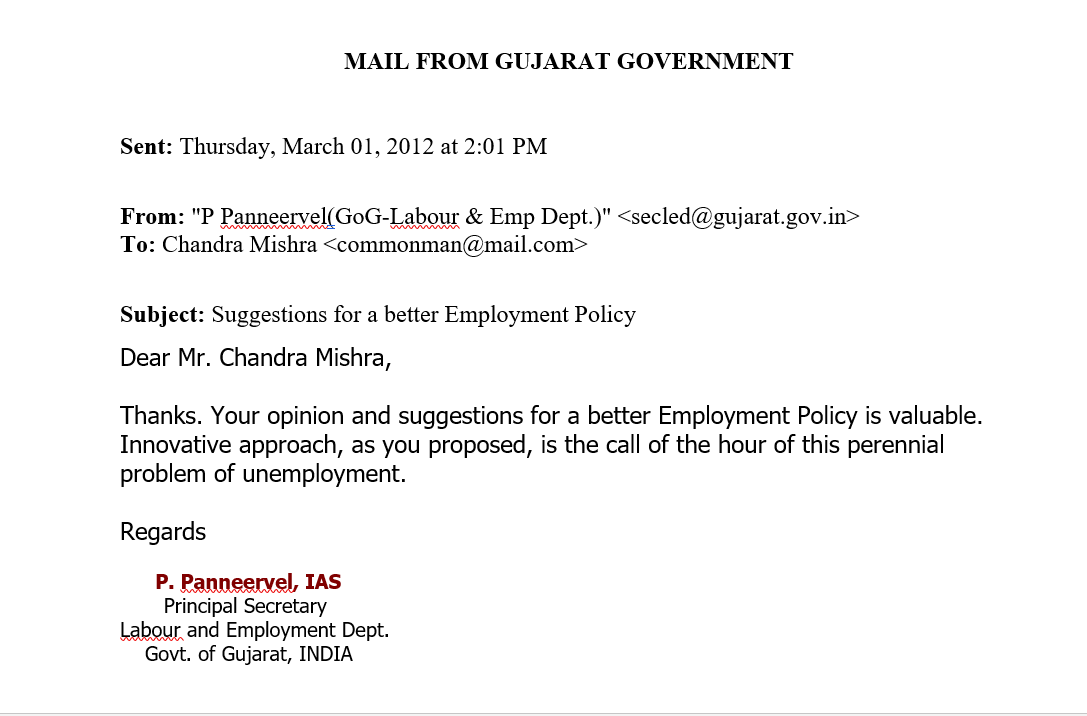 MAIL FROM GUJARAT GOVERNMENT
Sent: Thursday, March 01, 2012 at 2:01 PM
From: "P Panneervel(GoG-Labour & Emp Dept.)" <secled@gujarat.gov.in>
To: Chandra Mishra <commonman@mail.com>
Subject: Suggestions for a better Employment Policy
Dear Mr. Chandra Mishra,
Thanks. Your opinion and suggestions for a better Employment Policy is valuable.
Innovative approach, as you proposed, is the call of the hour of this perennial
problem of unemployment.
Regards
P. Panneervel, IAS
Principal Secretary
Labour and Employment Dept.
Govt. of Gujarat, INDIA